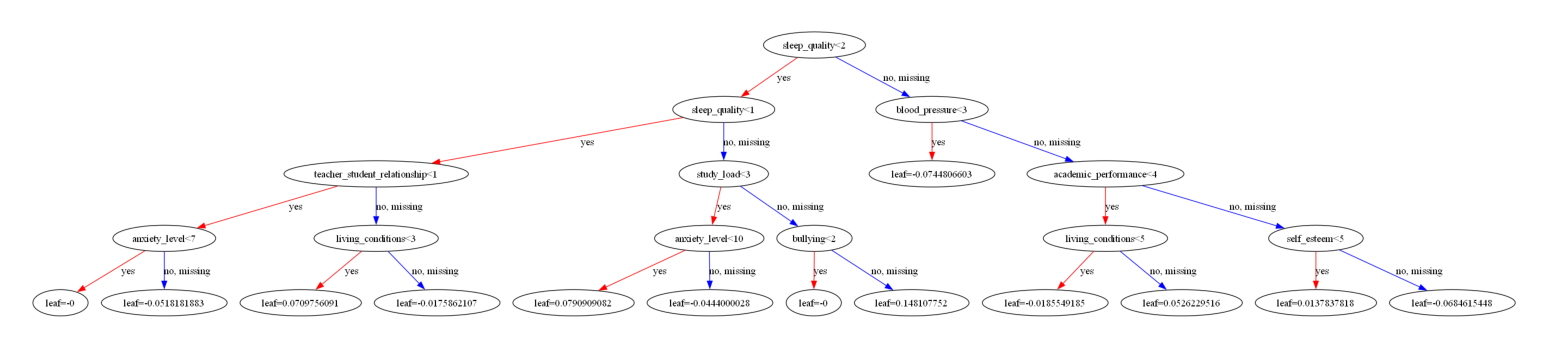 sleep_quality<2
yes
no, missing
sleep_quality<1
blood_pressure<3
yes
no, missing
yes
no, missing
teacher_student_relationship<1
study_load<3
leaf=-0.0744806603
academic_performance<4
yes
no, missing
yes
no, missing
yes
no, missing
anxiety_level<7
living_conditions<3
anxiety_level<10
bullying<2
living_conditions<5
self_esteem<5
yes
no, missing
yes
no, missing
yes
no, missing
yes
no, missing
yes
no, missing
yes
no, missing
leaf=-0
leaf=-0.0518181883
leaf=0.0709756091
leaf=-0.0175862107
leaf=0.0790909082
leaf=-0.0444000028
leaf=-0
leaf=0.148107752
leaf=-0.0185549185
leaf=0.0526229516
leaf=0.0137837818
leaf=-0.0684615448